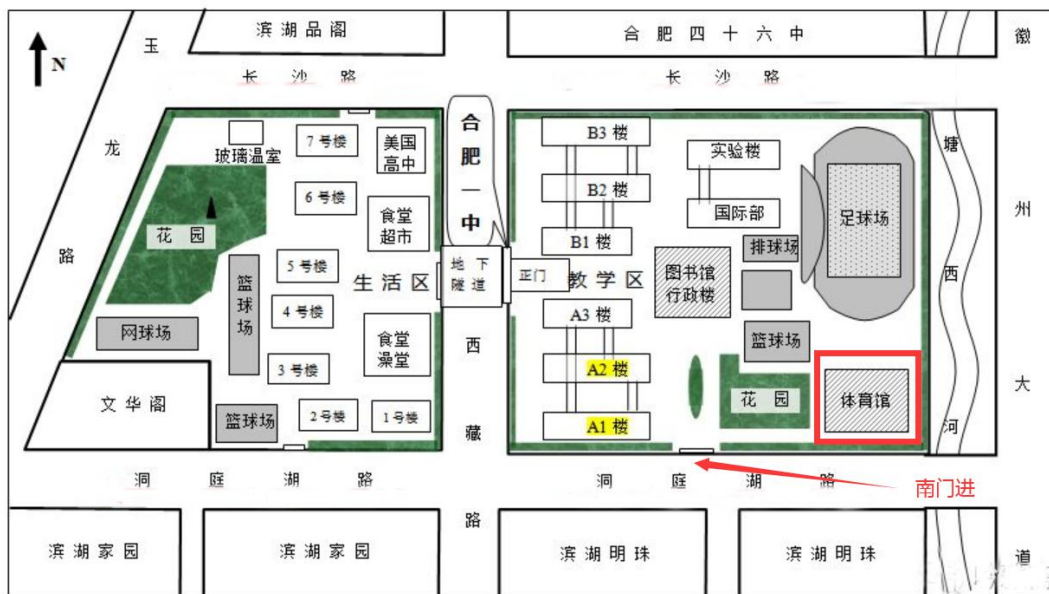 滨湖品阁
合肥四十六中
玉龙路
徽州大道
N
长沙路
长沙路
合肥一中
7号楼
美国
高中
玻璃温室
6号楼
食堂
超市
花园
5号楼
篮球场
生活区
地下
隧道
4号楼
网球场
食堂
澡堂
3号楼
文华阁
篮球场
2号楼
1号楼
西藏路
B3楼
实验楼
塘西河
B2楼
国际部
足球场
B1楼
排球场
正门
教学区
图书馆
行政楼
A3楼
篮球场
A2楼
花园
体育馆
A1楼
洞庭湖路
洞庭湖路
南门进
滨湖家园
滨湖家园
滨湖明珠
滨湖明珠